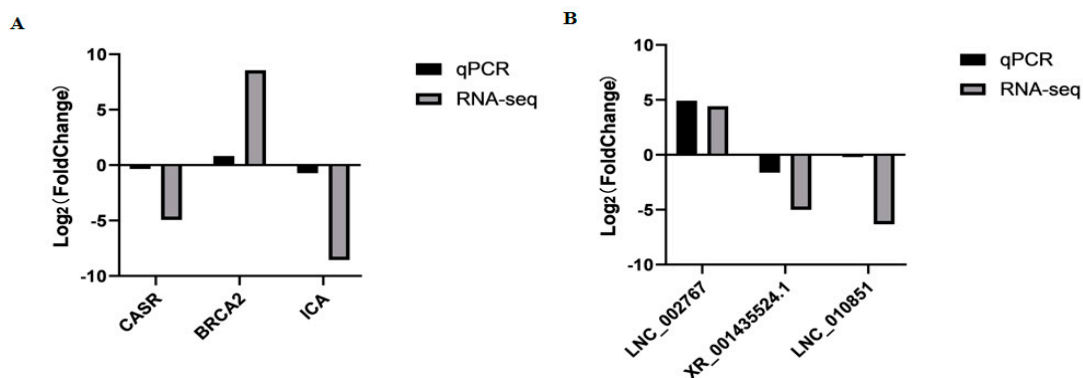 A
Log2(FoldChange)
10
5
0
-5
-10
CASR
BRCA2
ICA
qPCR
RNA-seq
B
Log2(FoldChange)
10
5
0
-5
-10
LNC_002767
XR_001435524.1
LNC_010851
qPCR
RNA-seq